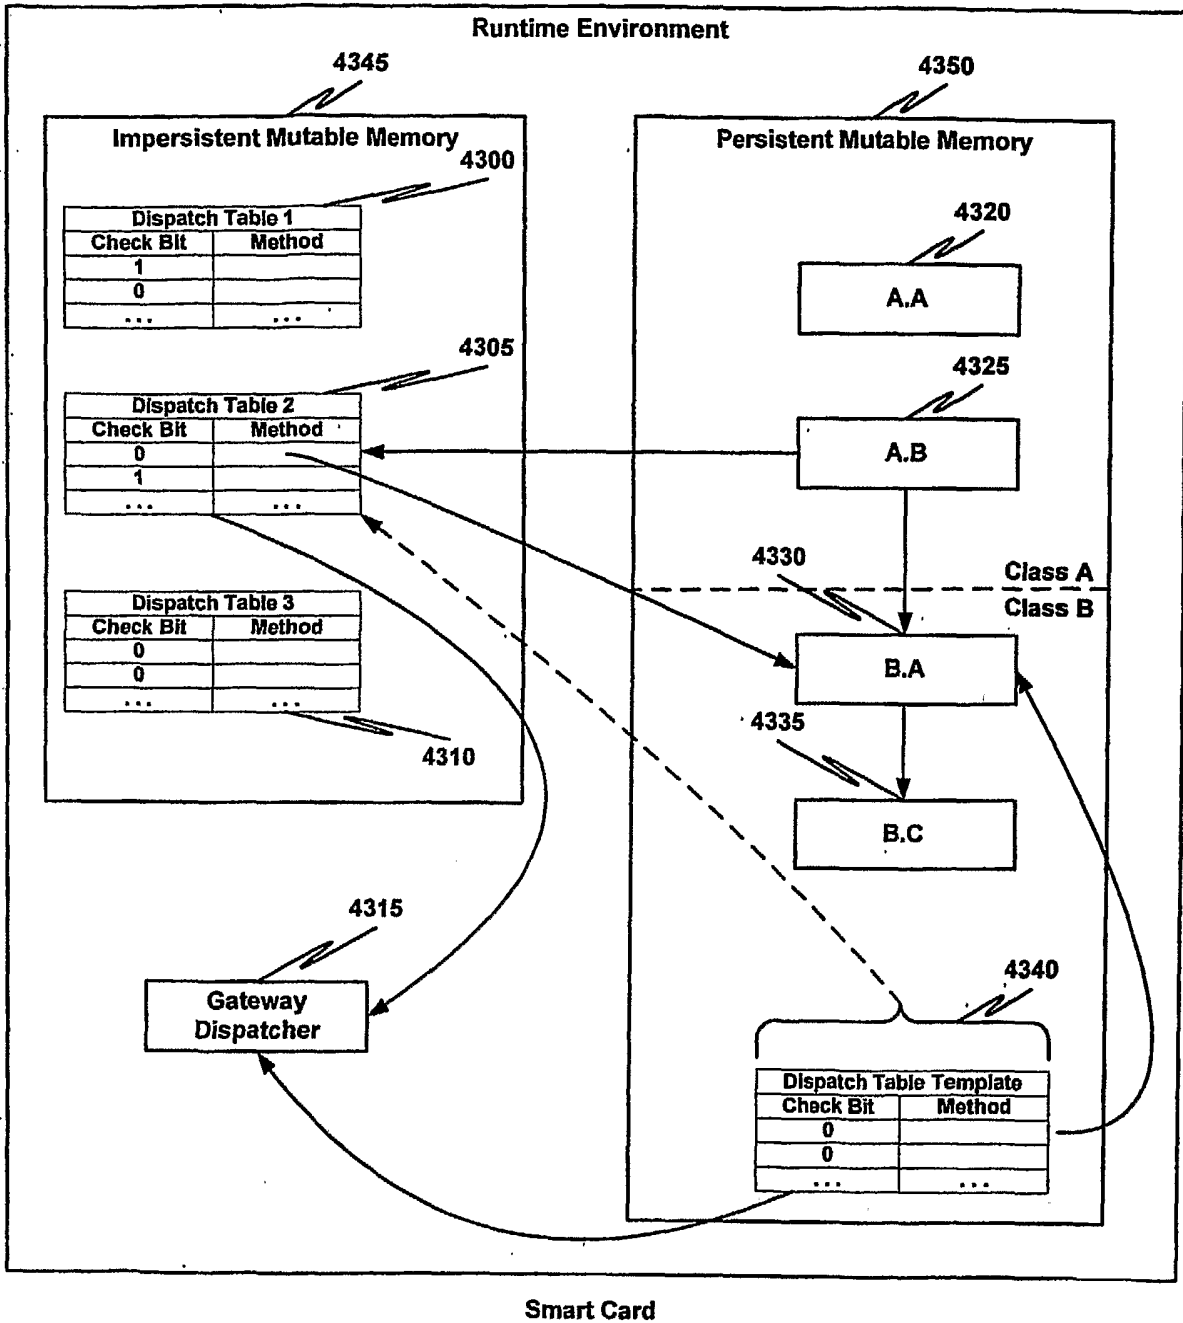 Runtime Environment
4345
4350
Impersistent Mutable Memory
Persistent Mutable Memory
4300
Dispatch Table 1
Check Bit Method
1
0
... ...
4320
A.A
4305
Dispatch Table 2
Check Bit Method
0
1
... ...
4325
A.B
4330
Class A
Class B
Dispatch Table 3
Check Bit Method
0
0
... ...
4310
B.A
4335
B.C
4315
Gateway
Dispatcher
4340
Dispatch Table Template
Check Bit Method
0
0
... ...
Smart Card